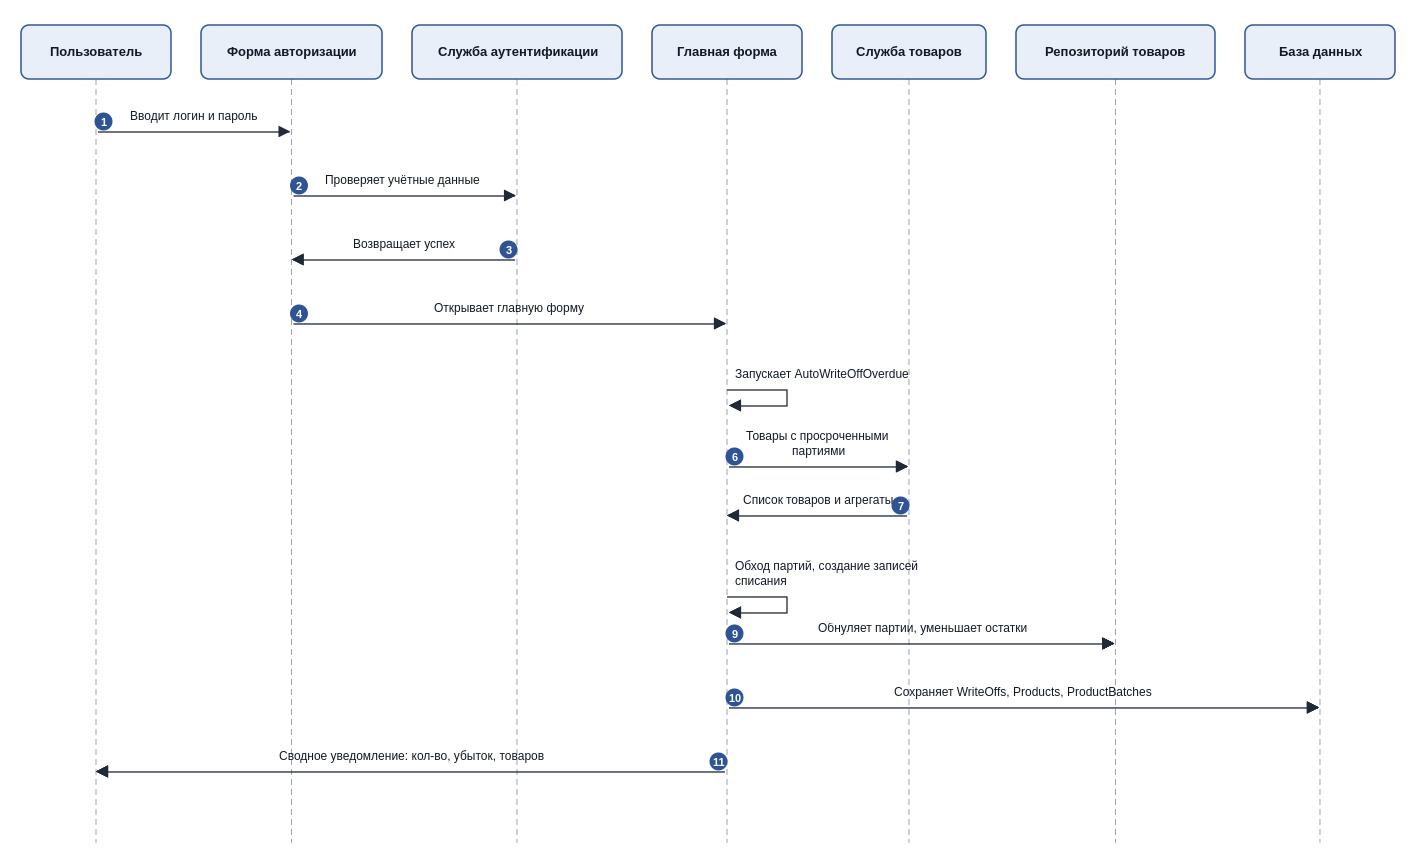 Пользователь
Форма авторизации
Служба аутентификации
Главная форма
Служба товаров
Репозиторий товаров
База данных
1 Вводит логин и пароль
2 Проверяет учётные данные
Возвращает успех 3
4 Открывает главную форму
Запускает AutoWriteOffOverdue
Товары с просроченными
6 партиями
Список товаров и агрегаты 7
Обход партий, создание записей
списания
9 Обнуляет партии, уменьшает остатки
10 Сохраняет WriteOffs, Products, ProductBatches
Сводное уведомление: кол-во, убыток, товаров 11